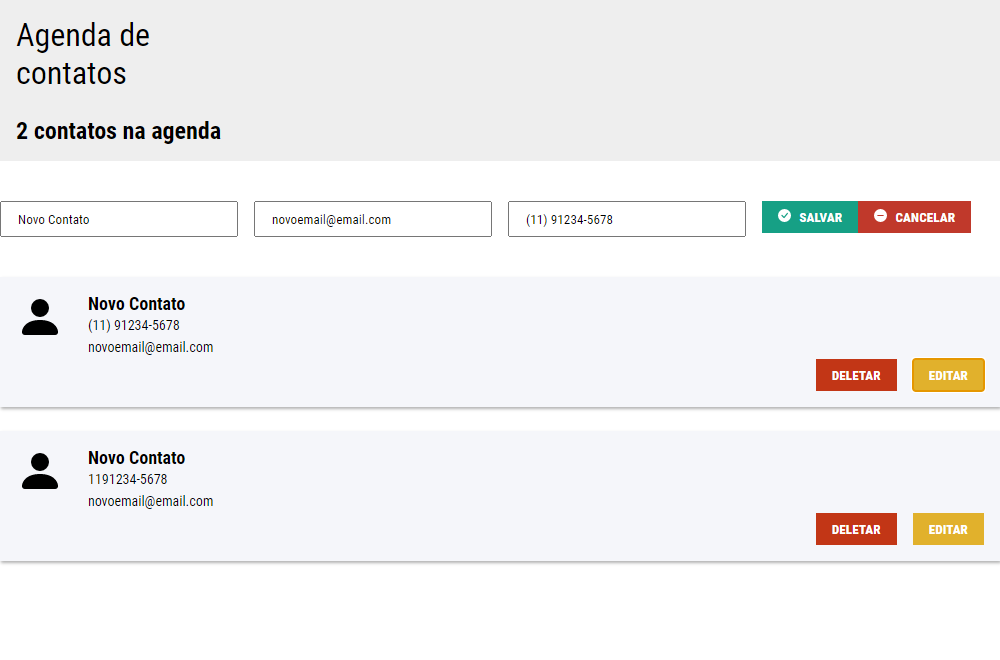 Agenda de
contatos
2 contatos na agenda
Novo Contato novoemail@email.com (11) 91234-5678 SALVAR CANCELAR
Novo Contato
(11) 91234-5678
novoemail@email.com
DELETAR EDITAR
Novo Contato
1191234-5678
novoemail@email.com
DELETAR EDITAR